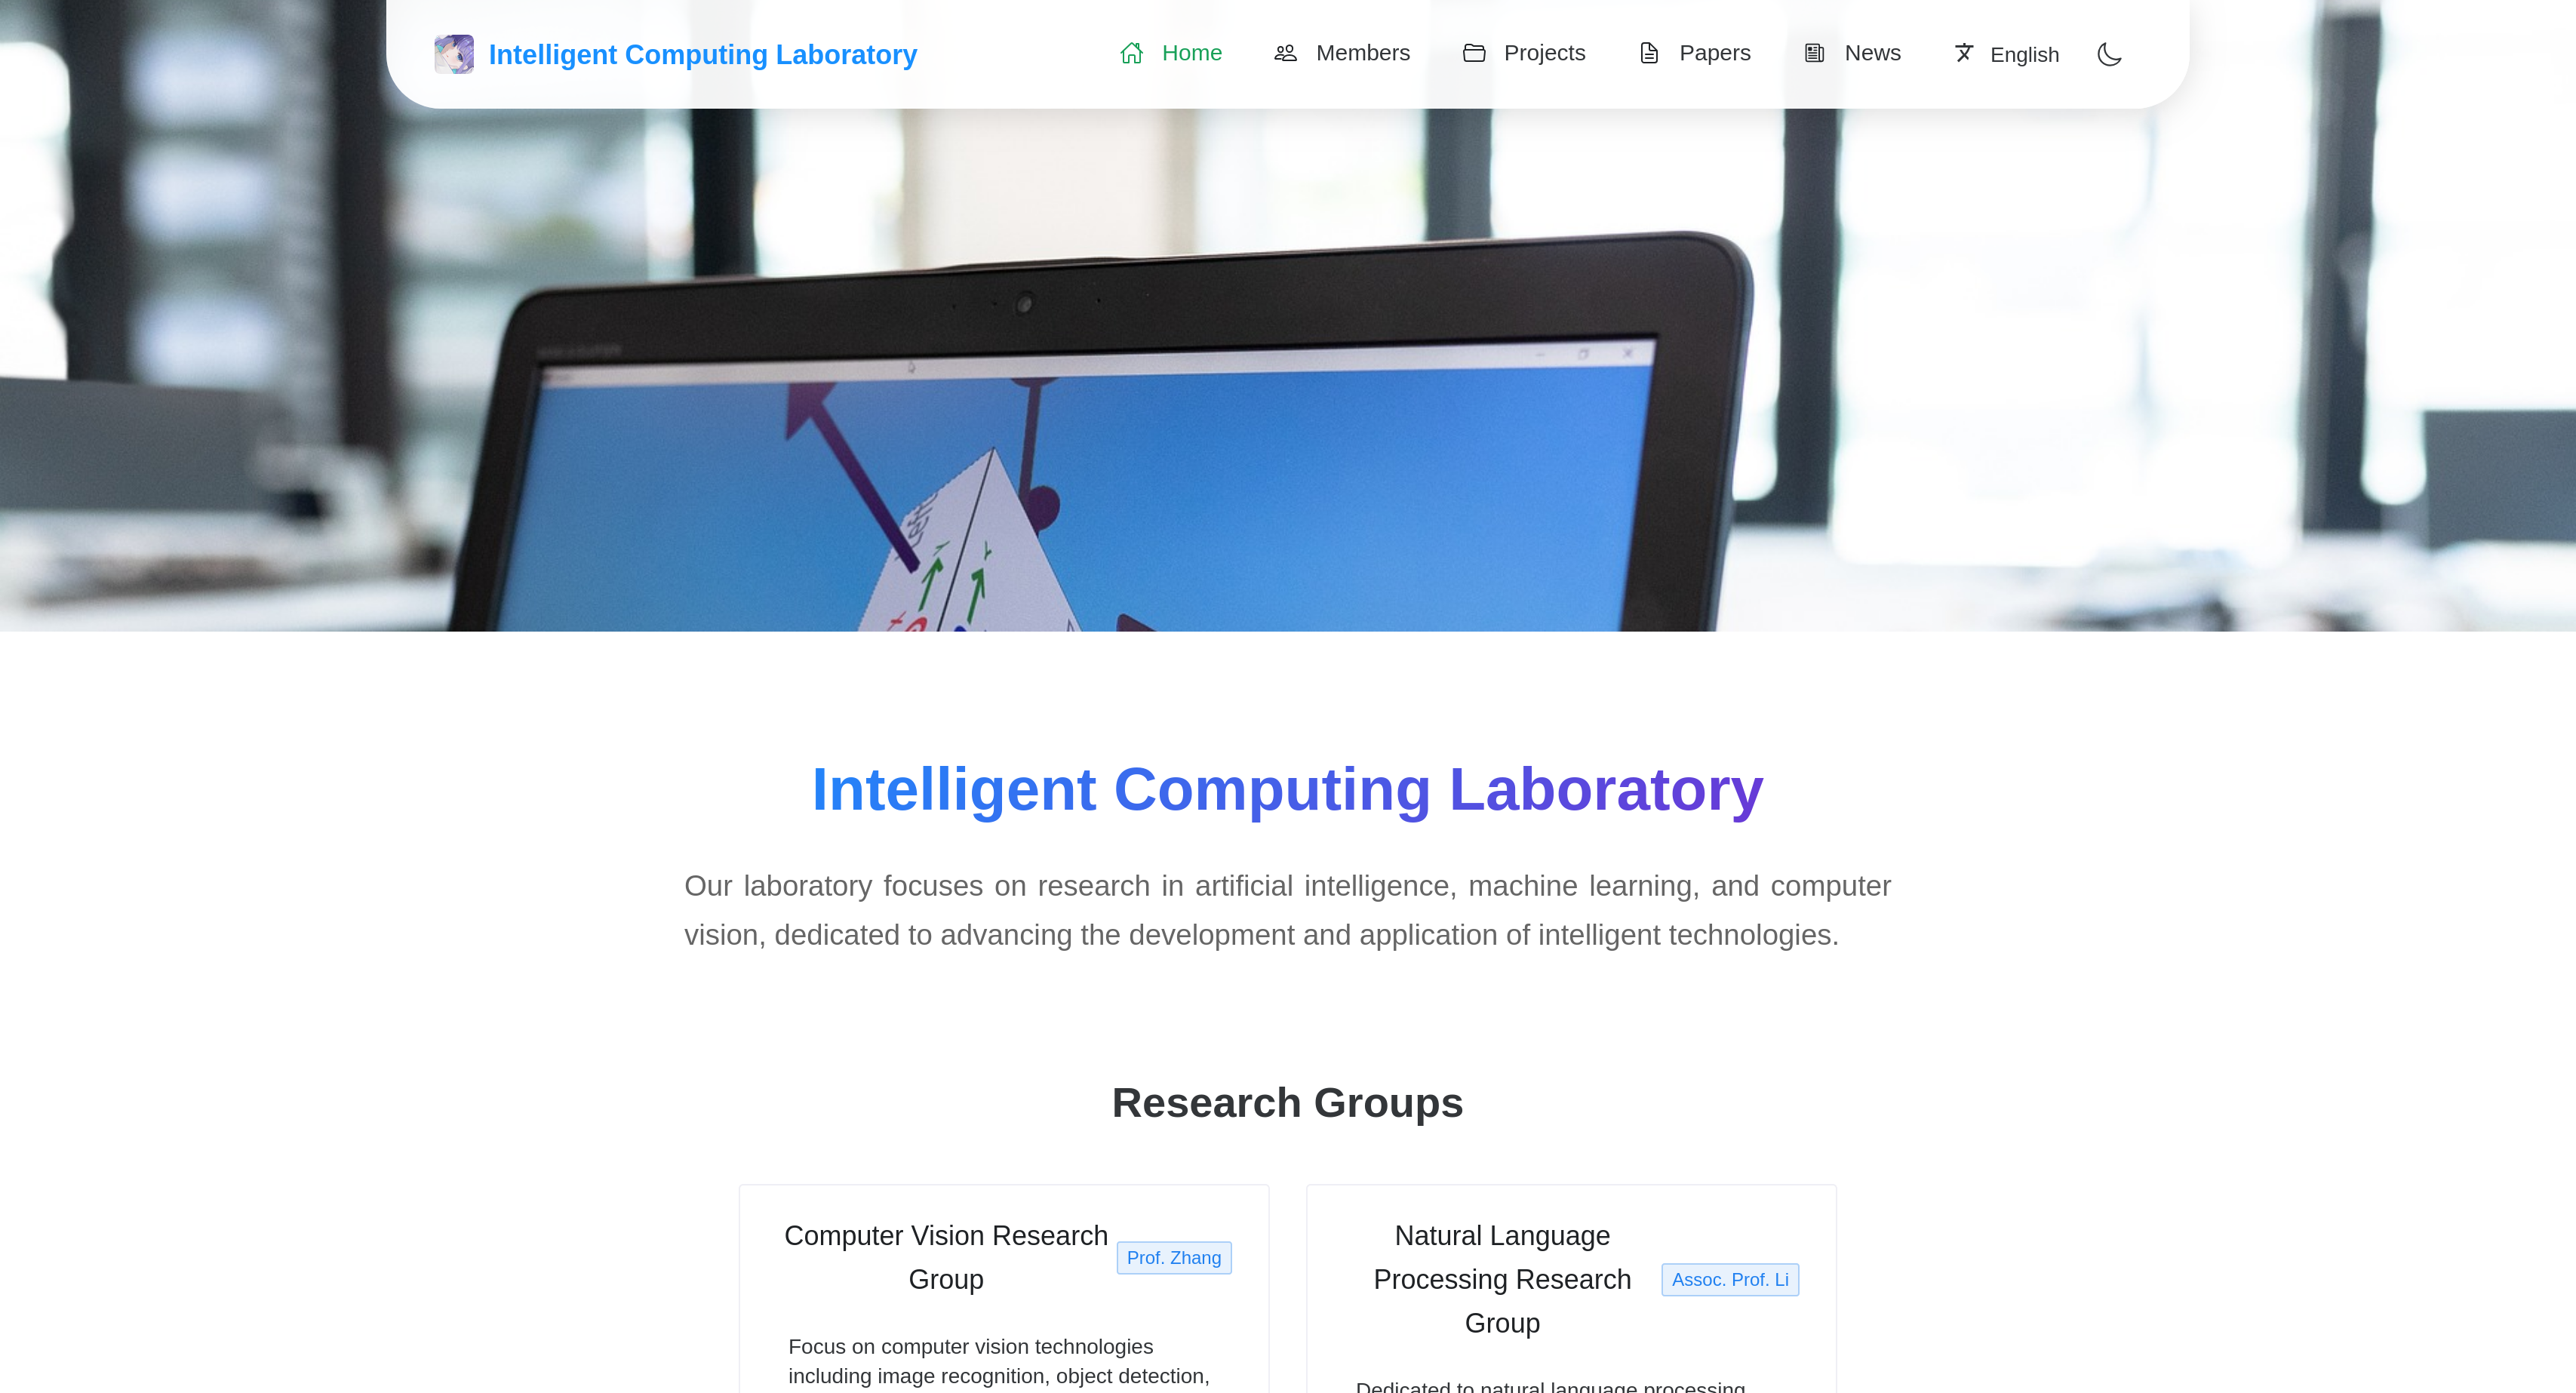 Intelligent Computing Laboratory
Home
Members
Projects
Papers
News
English
Intelligent Computing Laboratory
Our laboratory focuses on research in artificial intelligence, machine learning, and computer
vision, dedicated to advancing the development and application of intelligent technologies.
Research Groups
Computer Vision Research
Group
Prof. Zhang
Focus on computer vision technologies
including image recognition, object detection,
Natural Language
Processing Research
Group
Assoc. Prof. Li
Dedicated to natural language processing